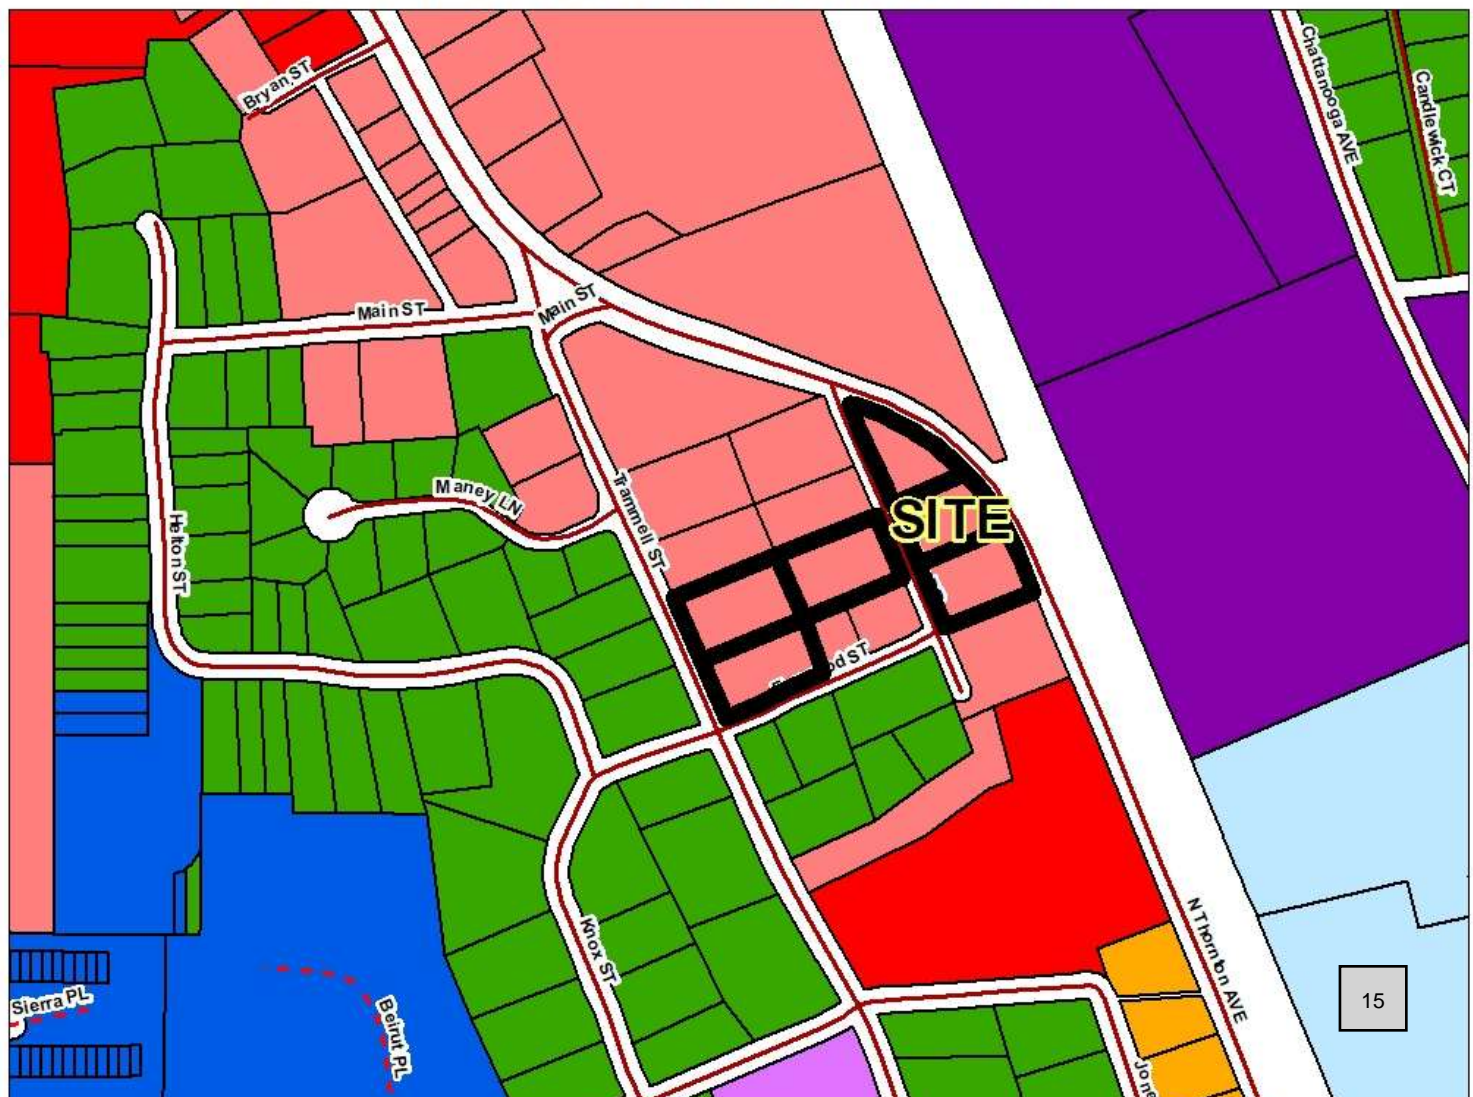 Bryan ST
Chattanooga AVE
Candlewick CT
Main ST
Main ST
Maney LN
Trammell ST
SITE
Helton ST
ST
Knox ST
N Thornton AVE
Sierra PL
Beirut PL
15